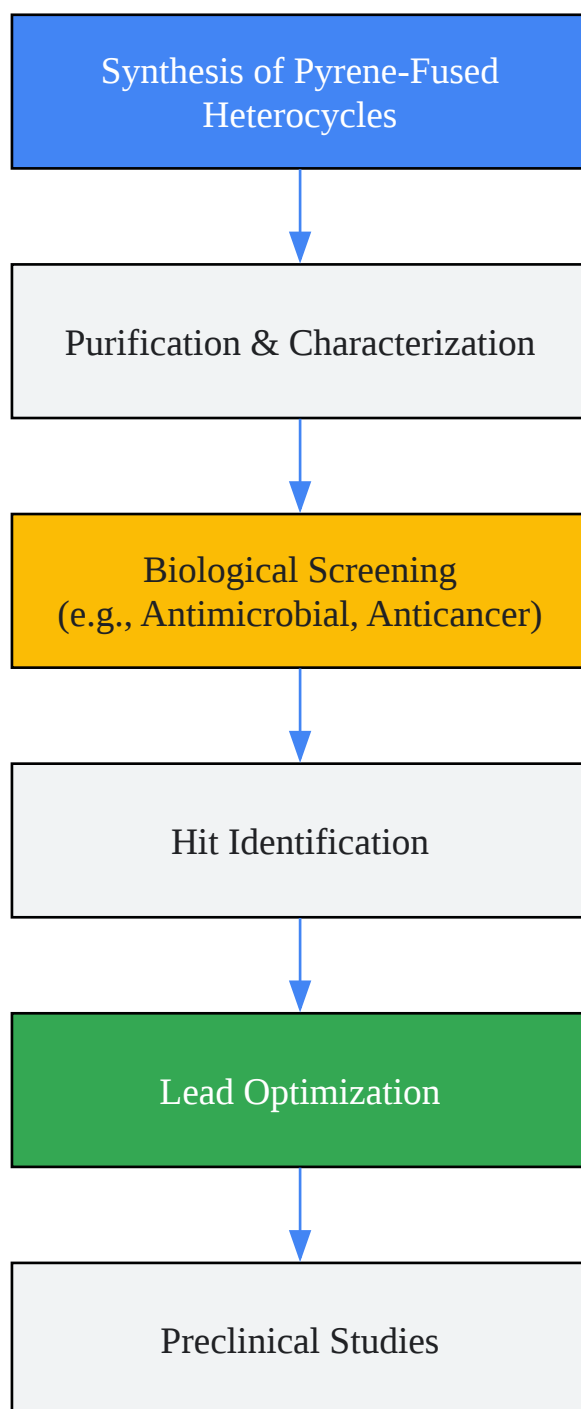 Synthesis of Pyrene-Fused
Heterocycles
Purification & Characterization
Biological Screening
(e.g., Antimicrobial, Anticancer)
Hit Identification
Lead Optimization
Preclinical Studies